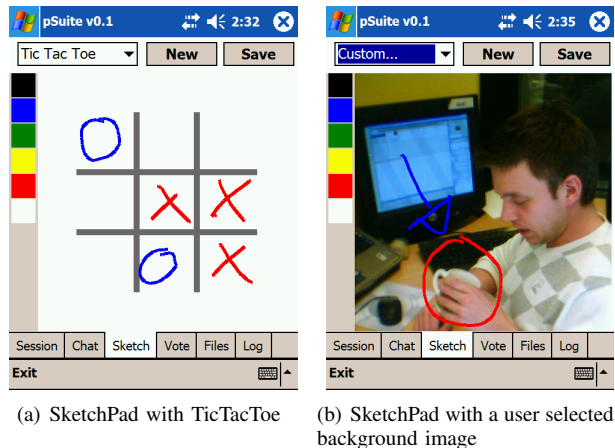 pSuite v0.1 2:32
Tic Tac Toe New Save
Session Chat Sketch Vote Files Log
Exit
(a) SketchPad with TicTacToe
pSuite v0.1 2:35
Custom... New Save
Session Chat Sketch Vote Files Log
Exit
(b) SketchPad with a user selected
background image